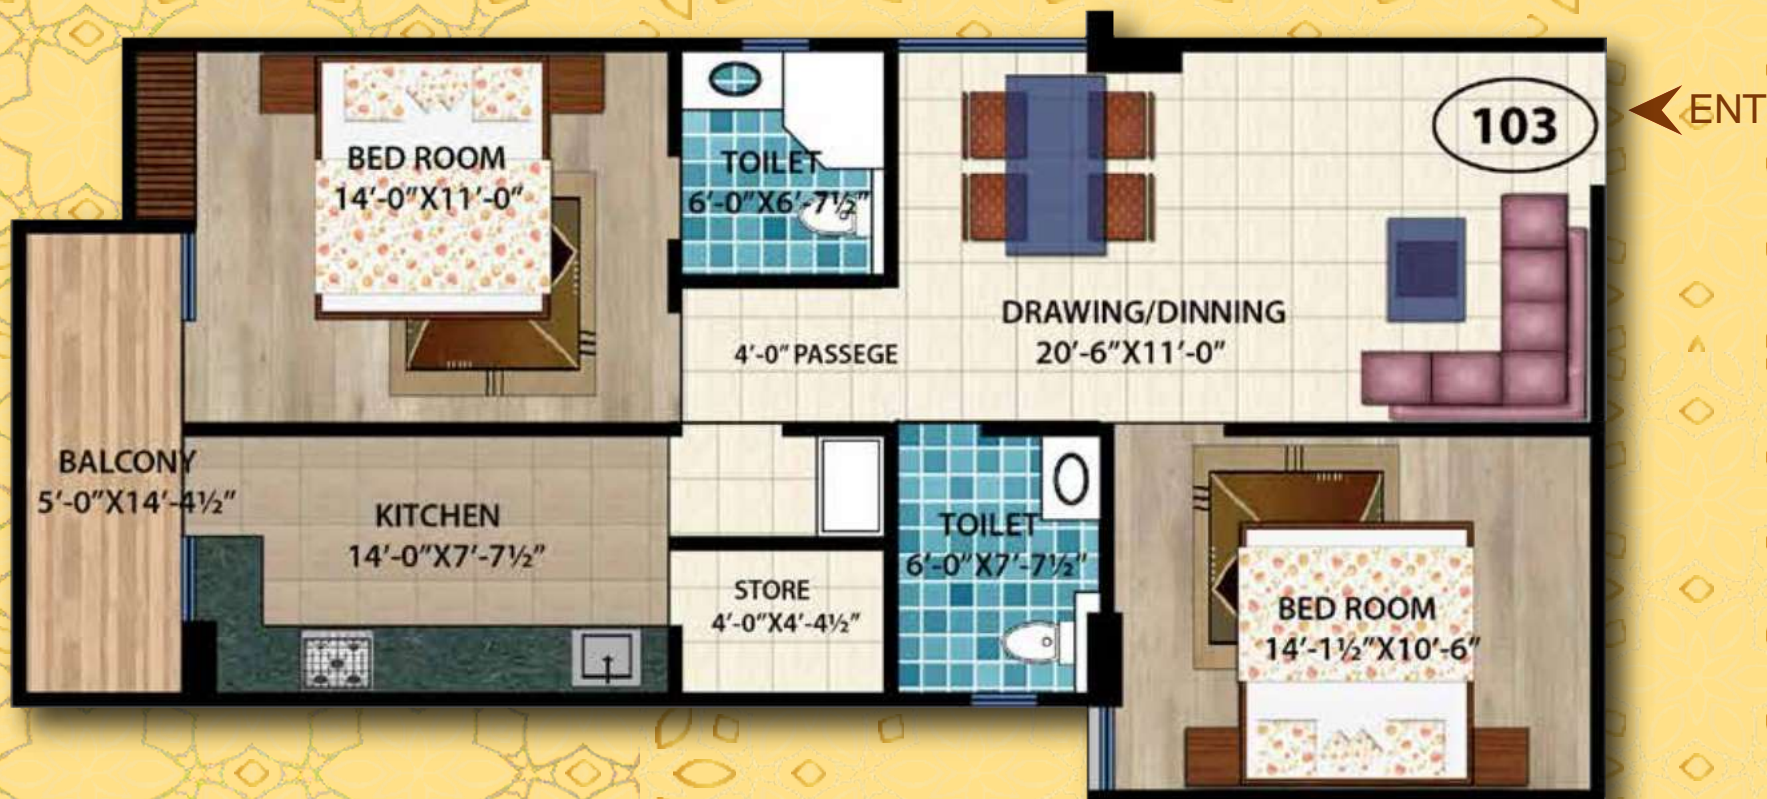 103
ENT
BED ROOM
14'-0"X11'-0"
TOILET
6'-0"X6'-7½"
DRAWING/DINNING
20'-6"X11'-0"
4'-0" PASSEGE
BALCONY
5'-0"X14'-4½"
KITCHEN
14'-0"X7'-7½"
STORE
4'-0"X4'-4½"
TOILET
6'-0"X7'-7½"
BED ROOM
14'-1½"X10'-6"